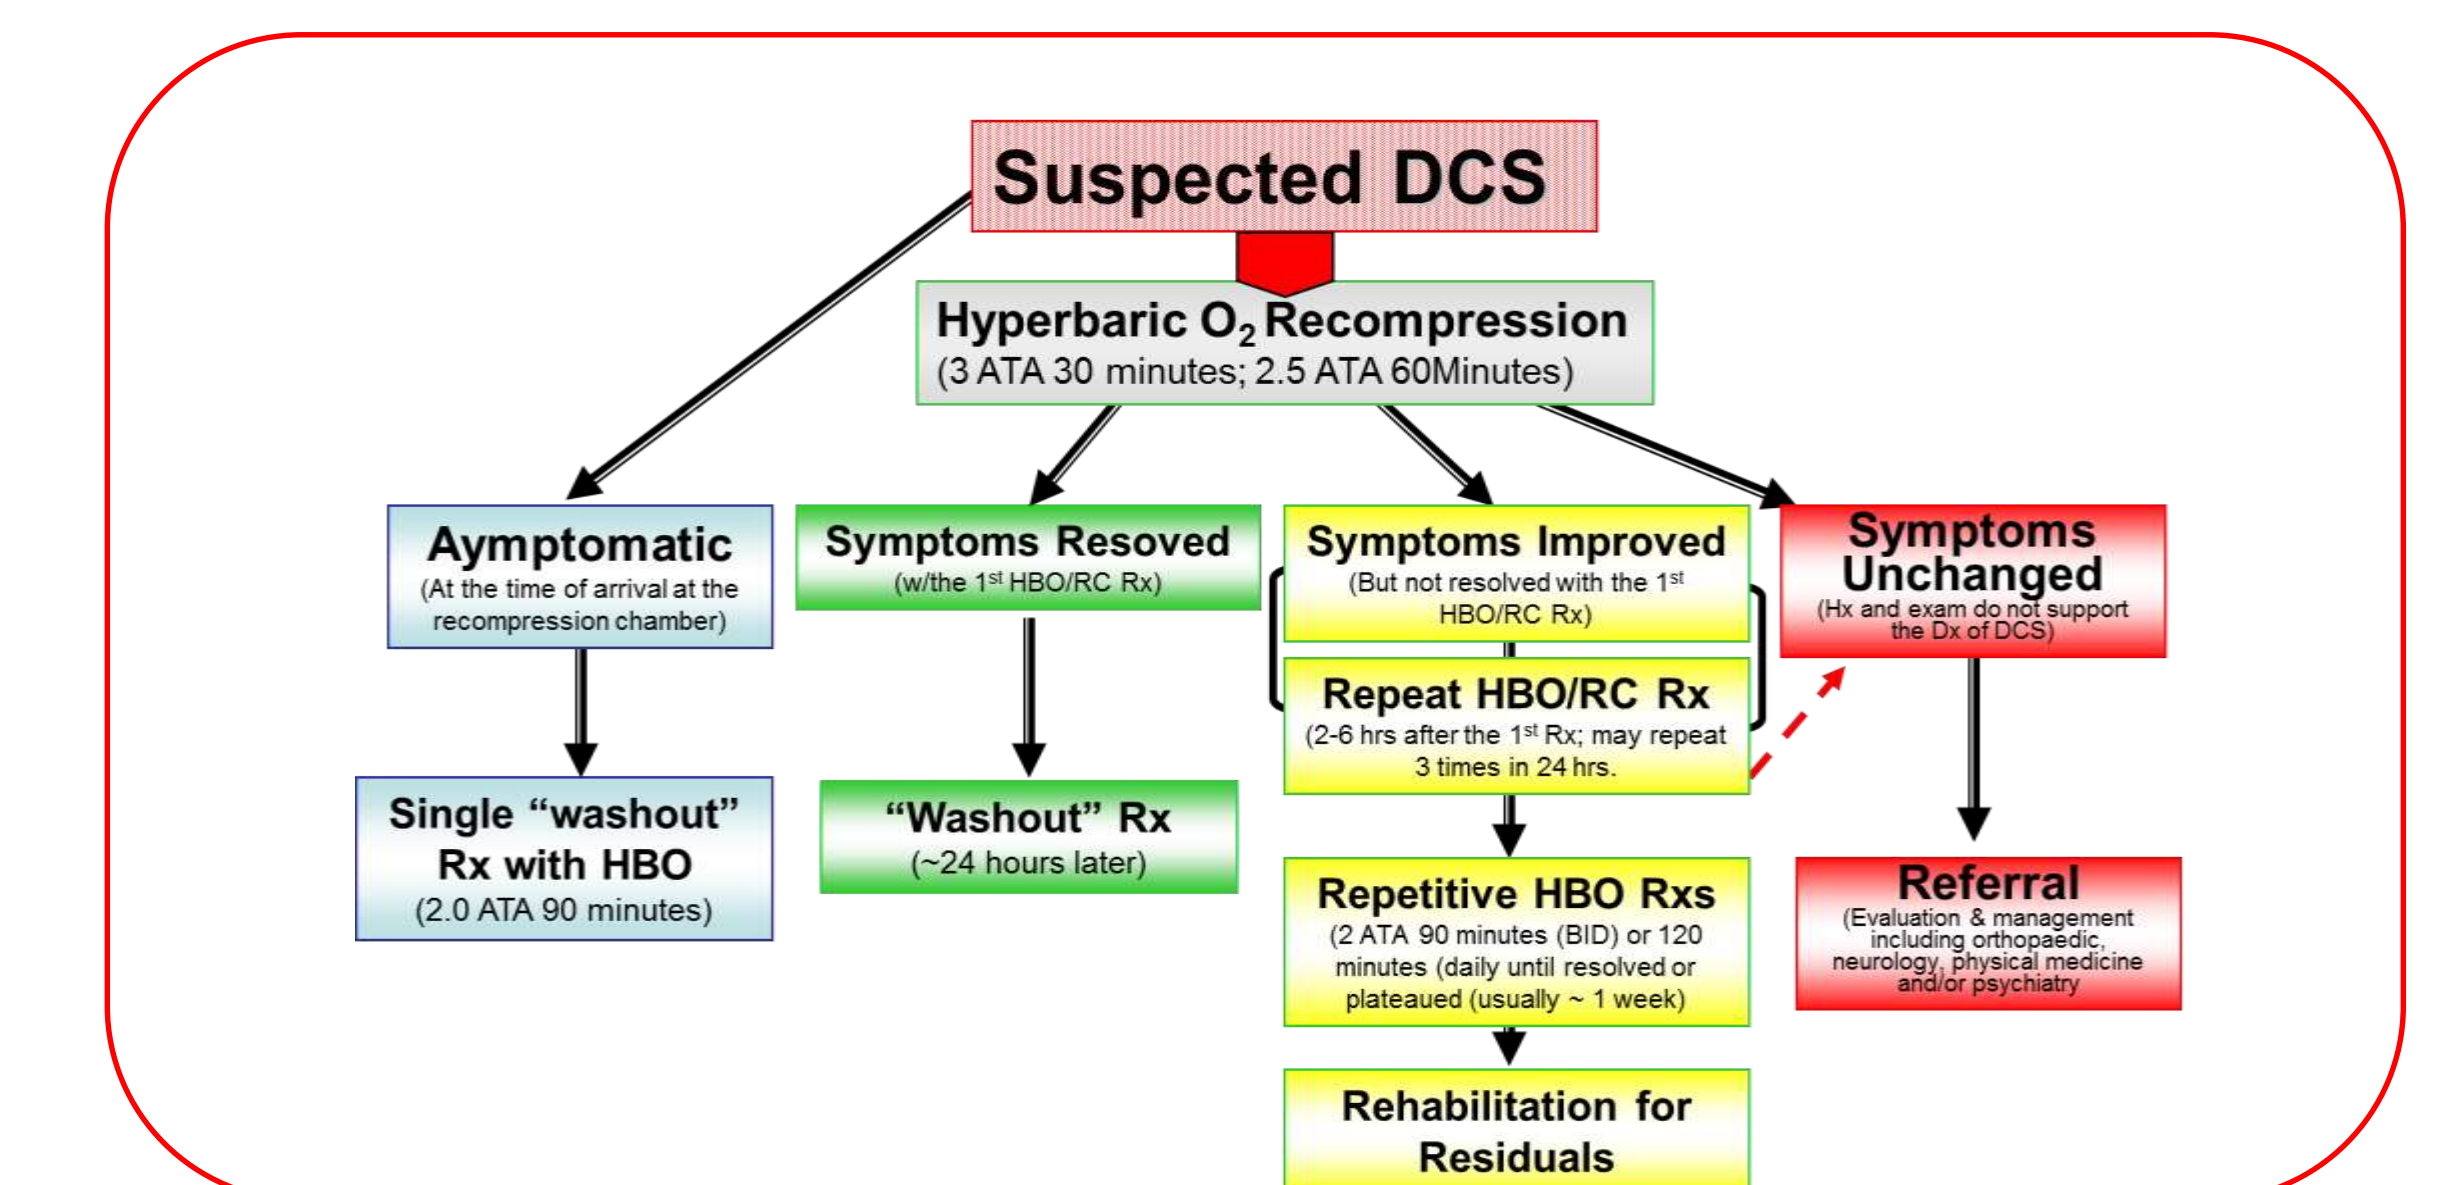 Suspected DCS
Hyperbaric O₂ Recompression
(3 ATA 30 minutes; 2.5 ATA 60Minutes)
Aymptomatic
(At the time of arrival at the
recompression chamber)
Single “washout”
Rx with HBO
(2.0 ATA 90 minutes)
Symptoms Resoved
(w/the 1st HBO/RC Rx)
“Washout” Rx
(~24 hours later)
Symptoms Improved
(But not resolved with the 1st
HBO/RC Rx)
Repeat HBO/RC Rx
(2-6 hrs after the 1st Rx; may repeat
3 times in 24 hrs.
Repetitive HBO Rxs
(2 ATA 90 minutes (BID) or 120
minutes (daily until resolved or
plateaued (usually ~ 1 week)
Rehabilitation for
Residuals
Symptoms
Unchanged
(Hx and exam do not support
the Dx of DCS)
Referral
(Evaluation & management
including orthopaedic,
neurology, physical medicine
and/or psychiatry